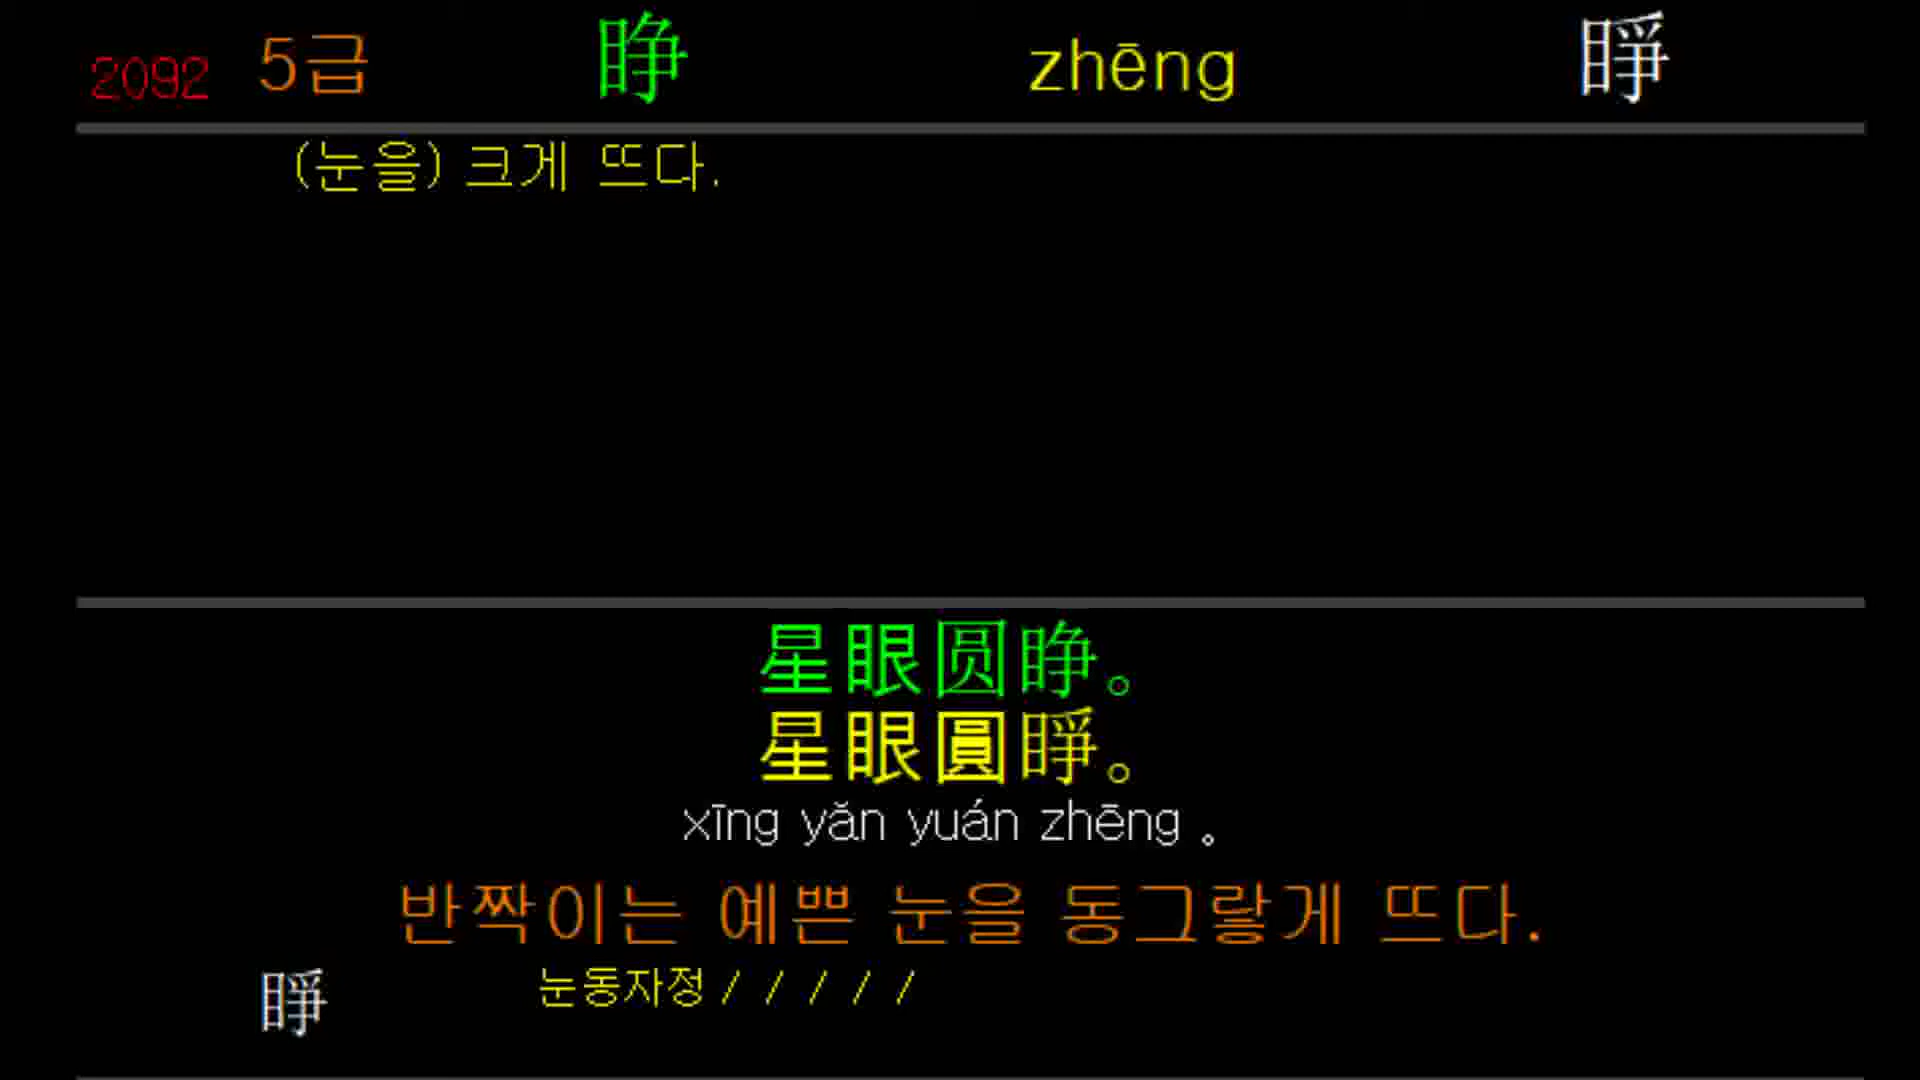 2092 5급 睁 zhēng 睜
(눈을) 크게 뜨다.
星眼圆睁。
星眼圓睜。
xīng yǎn yuán zhēng 。
반짝이는 예쁜 눈을 동그랗게 뜨다.
睜 눈동자정 / / / / /